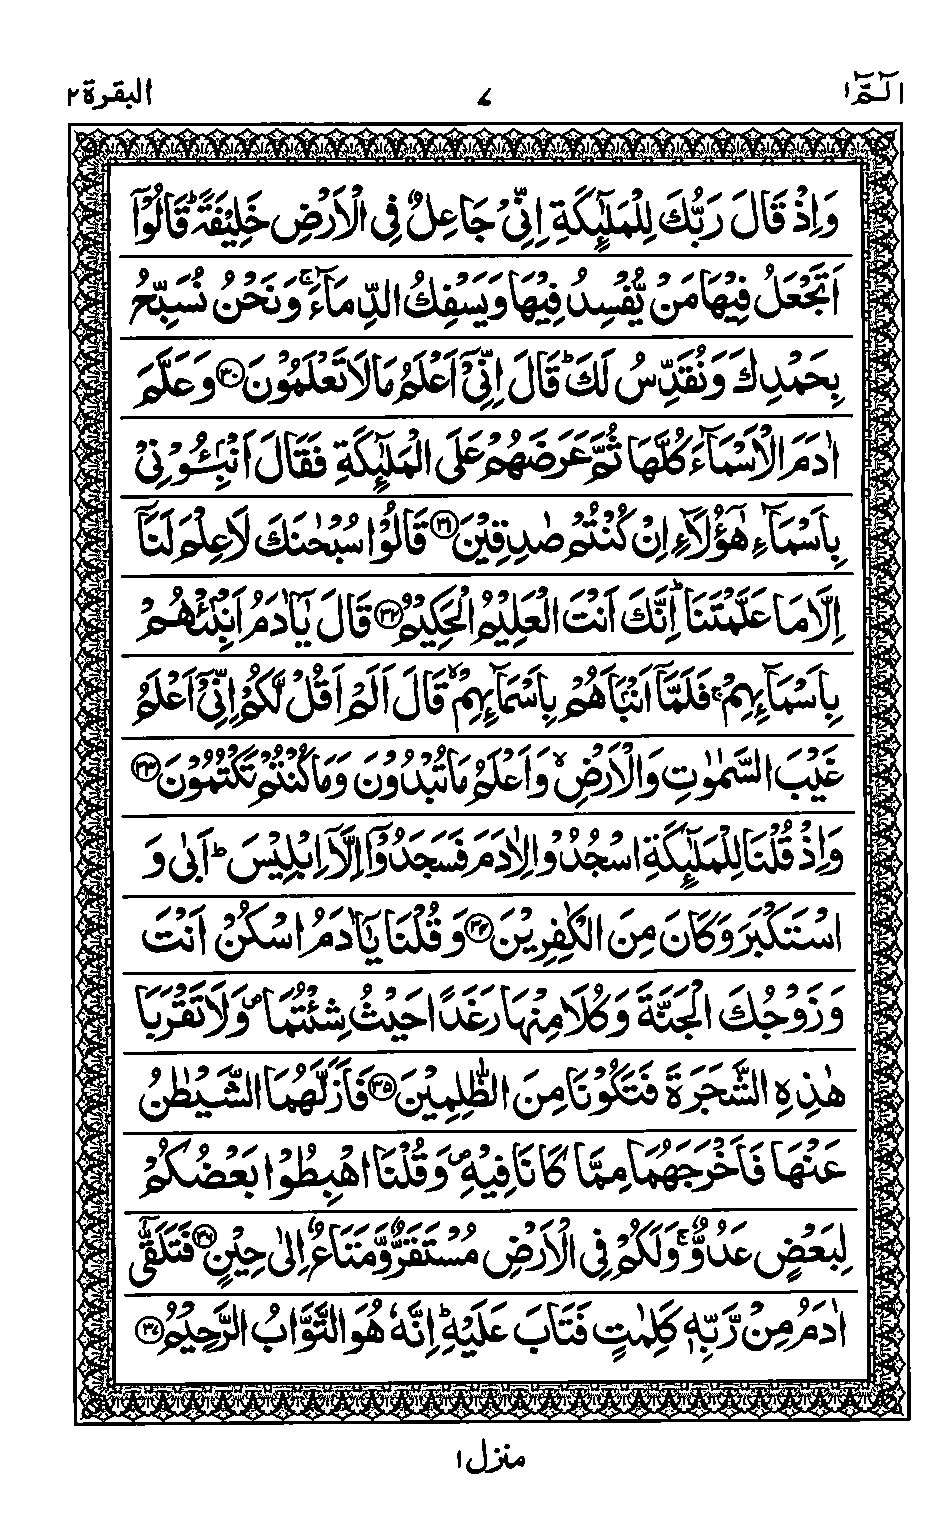 الٓمّٓ ۱ ۷ البقرة ۲
وَاِذْ قَالَ رَبُّكَ لِلْمَلٰٓئِكَةِ اِنِّیْ جَاعِلٌ فِی الْاَرْضِ خَلِیْفَةً ؕ قَالُوْۤا
اَتَجْعَلُ فِیْهَا مَنْ یُّفْسِدُ فِیْهَا وَیَسْفِكُ الدِّمَآءَ ۚ وَنَحْنُ نُسَبِّحُ
بِحَمْدِكَ وَنُقَدِّسُ لَكَ ؕ قَالَ اِنِّیْۤ اَعْلَمُ مَا لَا تَعْلَمُوْنَ ﴿۳۰﴾ وَعَلَّمَ
اٰدَمَ الْاَسْمَآءَ كُلَّهَا ثُمَّ عَرَضَهُمْ عَلَی الْمَلٰٓئِكَةِ فَقَالَ اَنْۢبِـُٔوْنِیْ
بِاَسْمَآءِ هٰۤؤُلَآءِ اِنْ كُنْتُمْ صٰدِقِیْنَ ﴿۳۱﴾ قَالُوْا سُبْحٰنَكَ لَا عِلْمَ لَنَاۤ
اِلَّا مَا عَلَّمْتَنَا ؕ اِنَّكَ اَنْتَ الْعَلِیْمُ الْحَكِیْمُ ﴿۳۲﴾ قَالَ یٰۤاٰدَمُ اَنْۢبِئْهُمْ
بِاَسْمَآئِهِمْ ۚ فَلَمَّاۤ اَنْۢبَاَهُمْ بِاَسْمَآئِهِمْ ۙ قَالَ اَلَمْ اَقُلْ لَّكُمْ اِنِّیْۤ اَعْلَمُ
غَیْبَ السَّمٰوٰتِ وَالْاَرْضِ ۙ وَاَعْلَمُ مَا تُبْدُوْنَ وَمَا كُنْتُمْ تَكْتُمُوْنَ ﴿۳۳﴾
وَاِذْ قُلْنَا لِلْمَلٰٓئِكَةِ اسْجُدُوْا لِاٰدَمَ فَسَجَدُوْۤا اِلَّاۤ اِبْلِیْسَ ؕ اَبٰی وَ
اسْتَكْبَرَ وَكَانَ مِنَ الْكٰفِرِیْنَ ﴿۳۴﴾ وَقُلْنَا یٰۤاٰدَمُ اسْكُنْ اَنْتَ
وَزَوْجُكَ الْجَنَّةَ وَكُلَا مِنْهَا رَغَدًا حَیْثُ شِئْتُمَا ۪ وَلَا تَقْرَبَا
هٰذِهِ الشَّجَرَةَ فَتَكُوْنَا مِنَ الظّٰلِمِیْنَ ﴿۳۵﴾ فَاَزَلَّهُمَا الشَّیْطٰنُ
عَنْهَا فَاَخْرَجَهُمَا مِمَّا كَانَا فِیْهِ ۪ وَقُلْنَا اهْبِطُوْا بَعْضُكُمْ
لِبَعْضٍ عَدُوٌّ ۚ وَلَكُمْ فِی الْاَرْضِ مُسْتَقَرٌّ وَّمَتَاعٌ اِلٰی حِیْنٍ ﴿۳۶﴾ فَتَلَقّٰۤی
اٰدَمُ مِنْ رَّبِّهٖ كَلِمٰتٍ فَتَابَ عَلَیْهِ ؕ اِنَّهٗ هُوَ التَّوَّابُ الرَّحِیْمُ ﴿۳۷﴾
منزل ۱